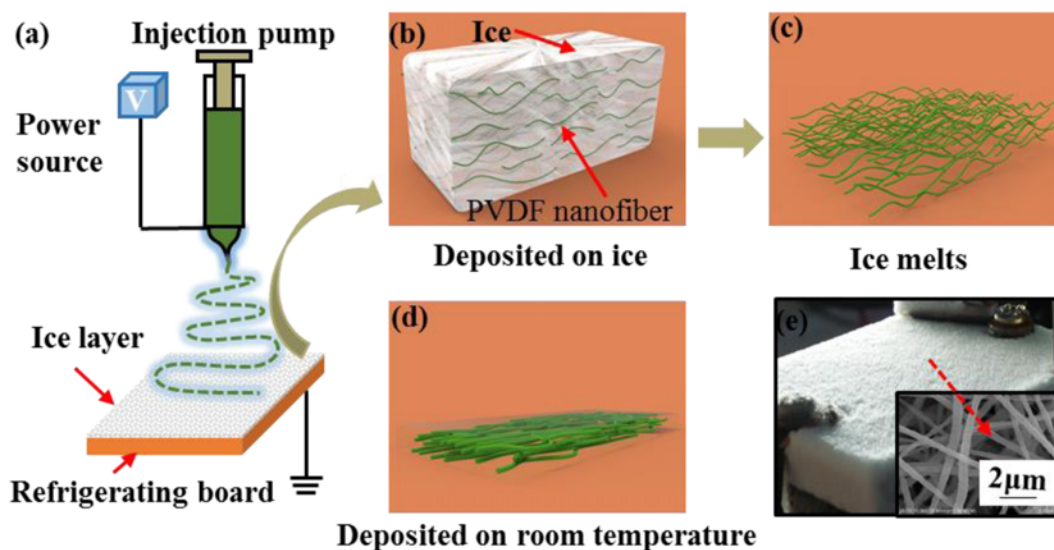 (a)
Injection pump
V
Power
source
Ice layer
Refrigerating board
(b)
Ice
PVDF nanofiber
Deposited on ice
(c)
Ice melts
(d)
Deposited on room temperature
(e)
2μm